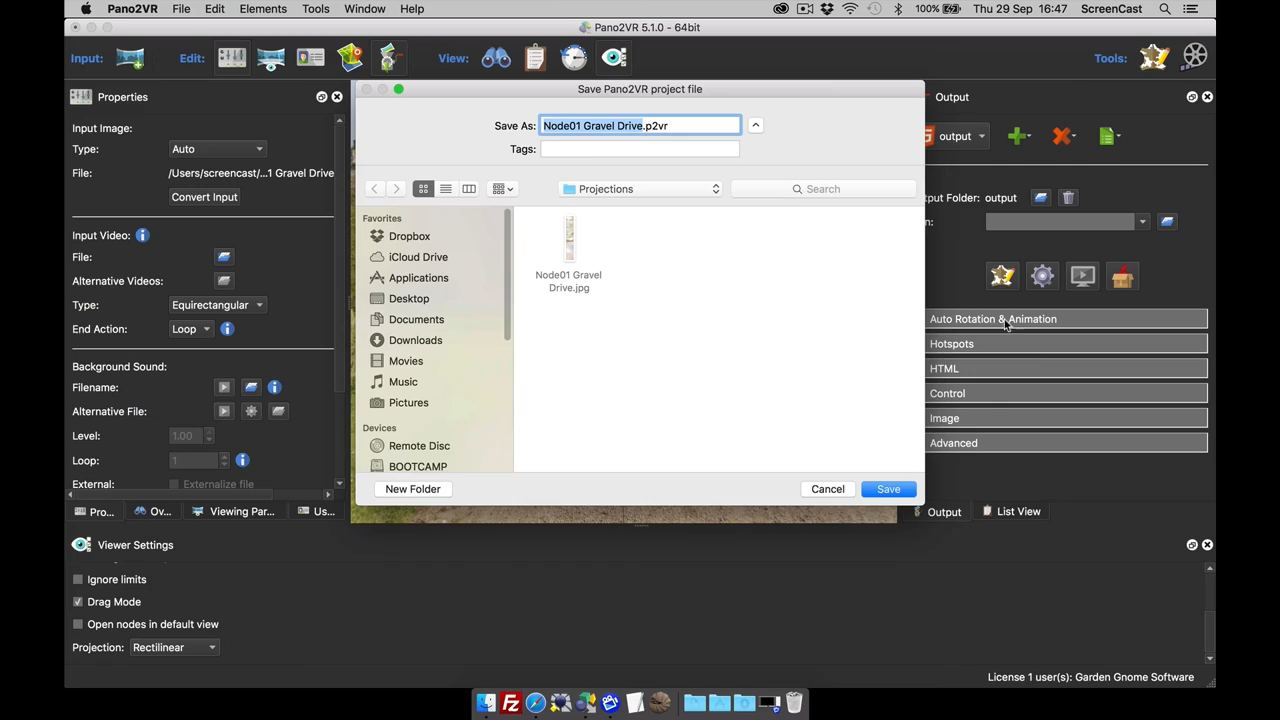 Pano2VR File Edit Elements Tools Window Help 100% Thu 29 Sep 16:47 ScreenCast
Pano2VR 5.1.0 - 64bit
Input: Edit: View: Tools:
Properties
Save Pano2VR project file
Output
Input Image:
Type: Auto
File: /Users/screencast/...1 Gravel Drive
Convert Input
Input Video:
File:
Alternative Videos:
Type: Equirectangular
End Action: Loop
Background Sound:
Filename:
Alternative File:
Level: 1.00
Loop: 1
External: Externalize file
Pro... Ov... Viewing Par... Us...
Save As: Node01 Gravel Drive.p2vr
Tags:
Projections
Search
Favorites
Dropbox
iCloud Drive
Applications
Desktop
Documents
Downloads
Movies
Music
Pictures
Devices
Remote Disc
BOOTCAMP
Node01 Gravel
Drive.jpg
New Folder Cancel Save
output
tput Folder: output
n:
Auto Rotation & Animation
Hotspots
HTML
Control
Image
Advanced
Output List View
Viewer Settings
Ignore limits
Drag Mode
Open nodes in default view
Projection: Rectilinear
License 1 user(s): Garden Gnome Software